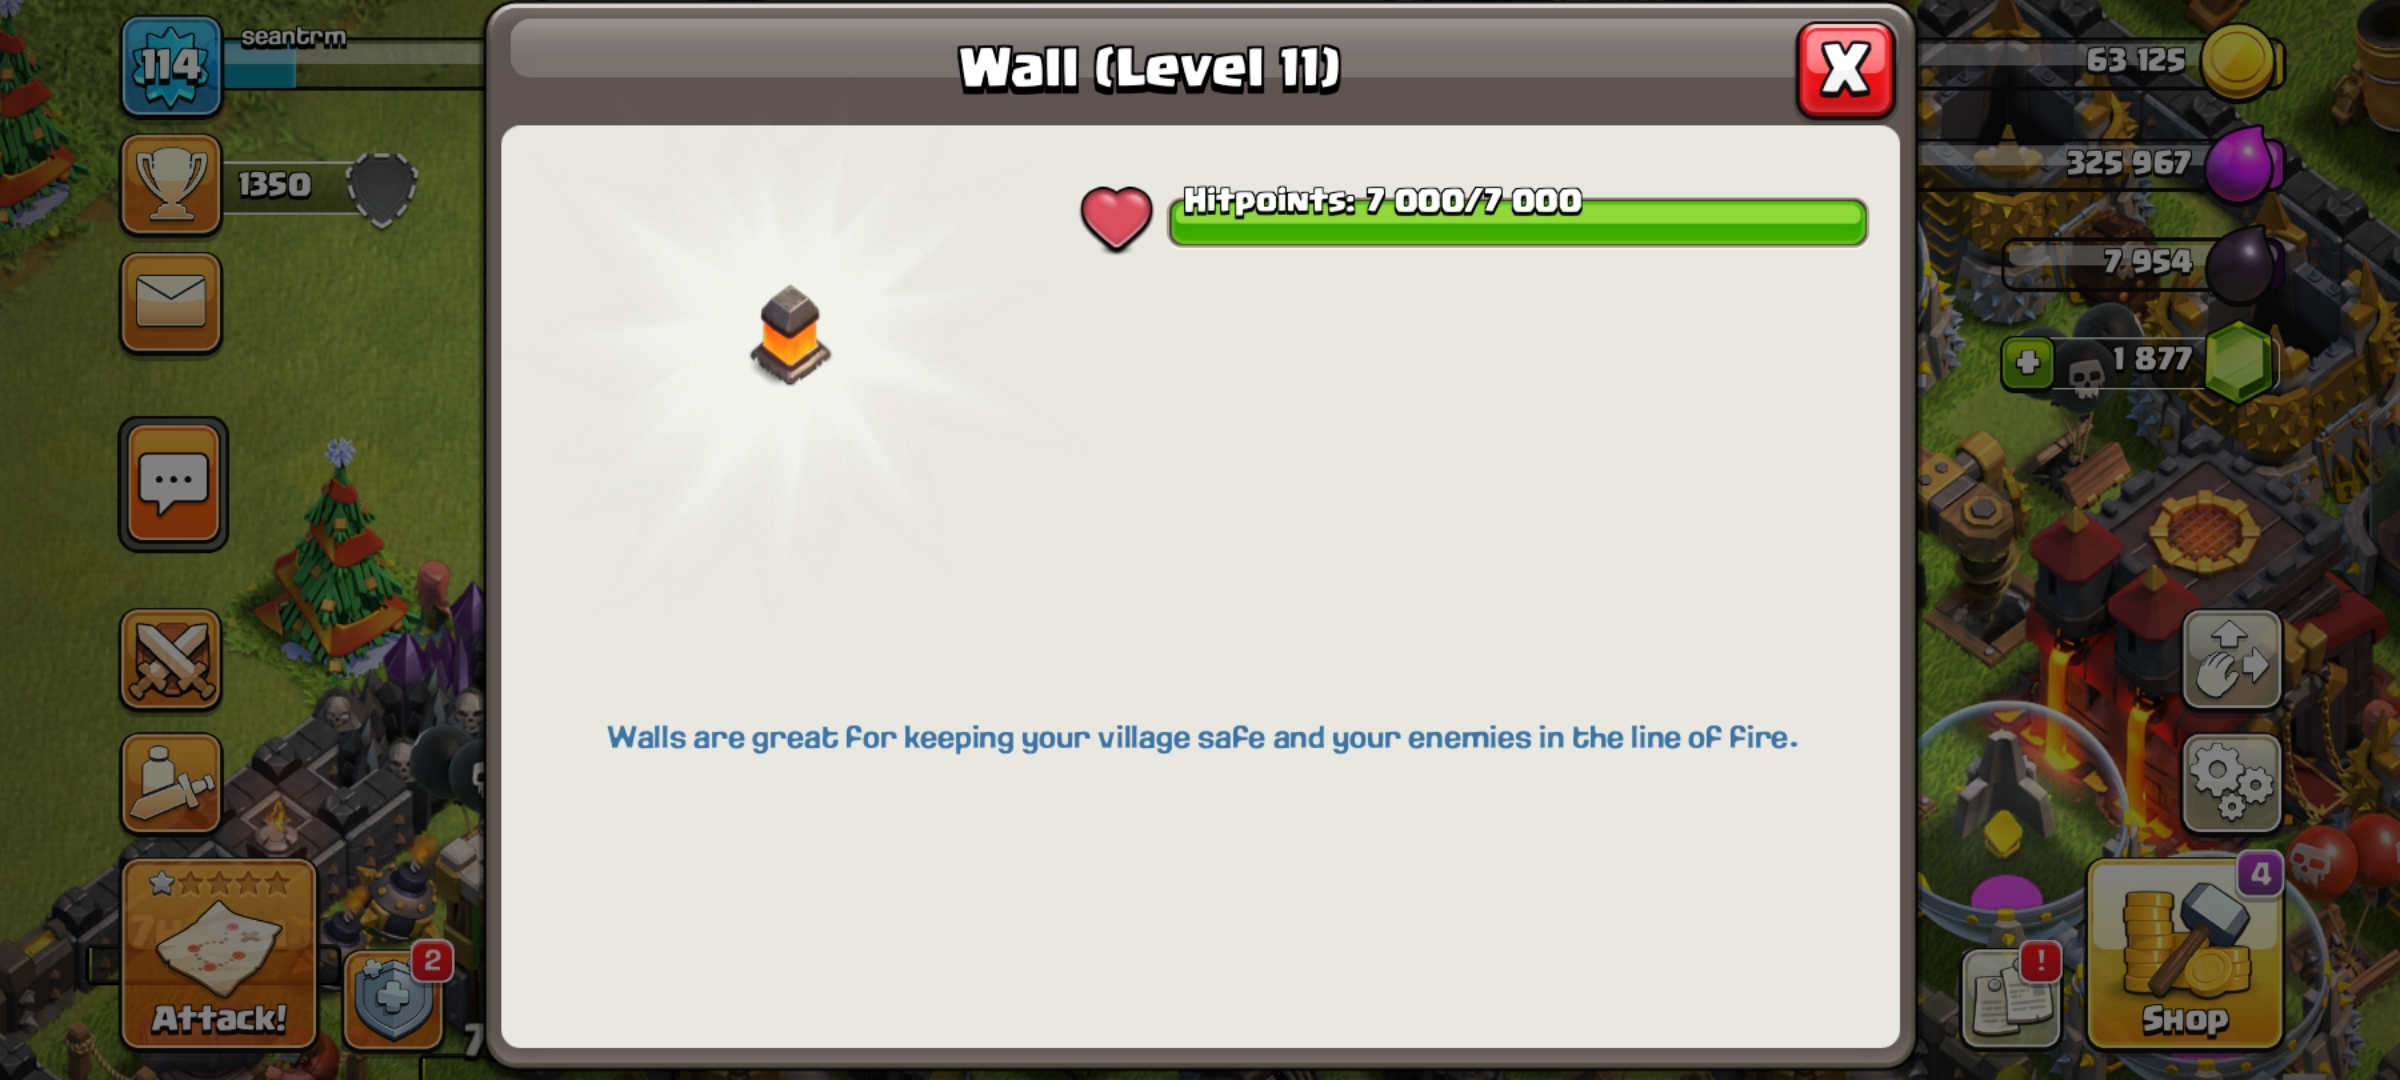 114
seantrm
Wall (Level 11)
X
63 125
1350
Hitpoints: 7 000/7 000
325 967
7 954
1 877
Walls are great for keeping your village safe and your enemies in the line of fire.
Attack!
2
!
4
Shop